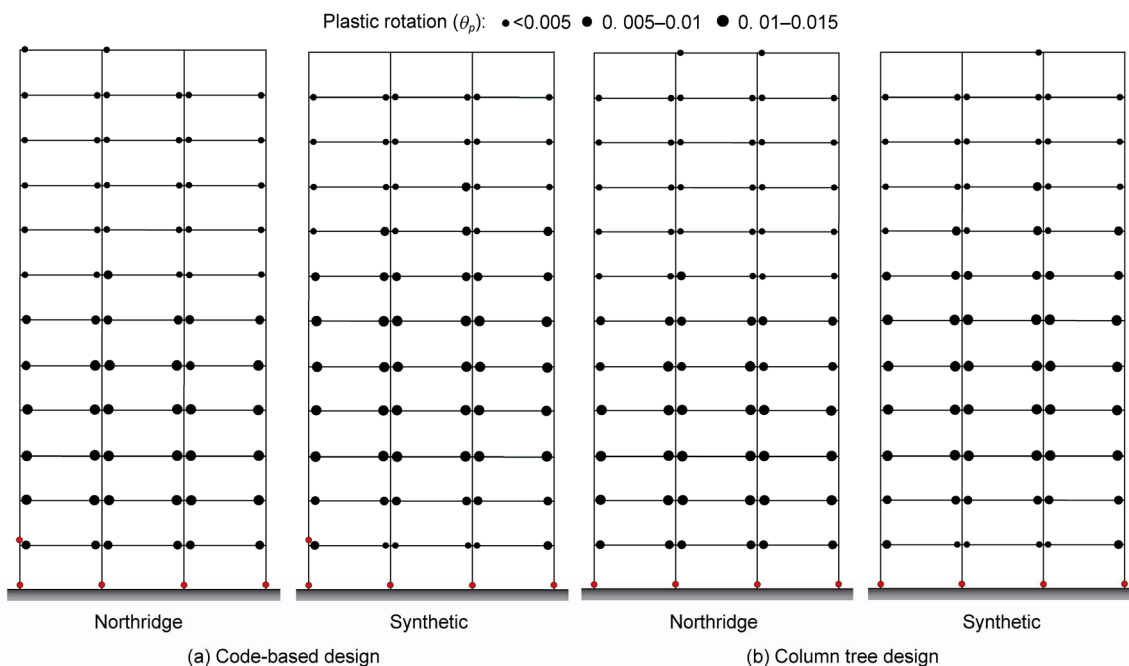 Plastic rotation (θp): <0.005 0. 005–0.01 0. 01–0.015
Northridge Synthetic Northridge Synthetic
(a) Code-based design (b) Column tree design